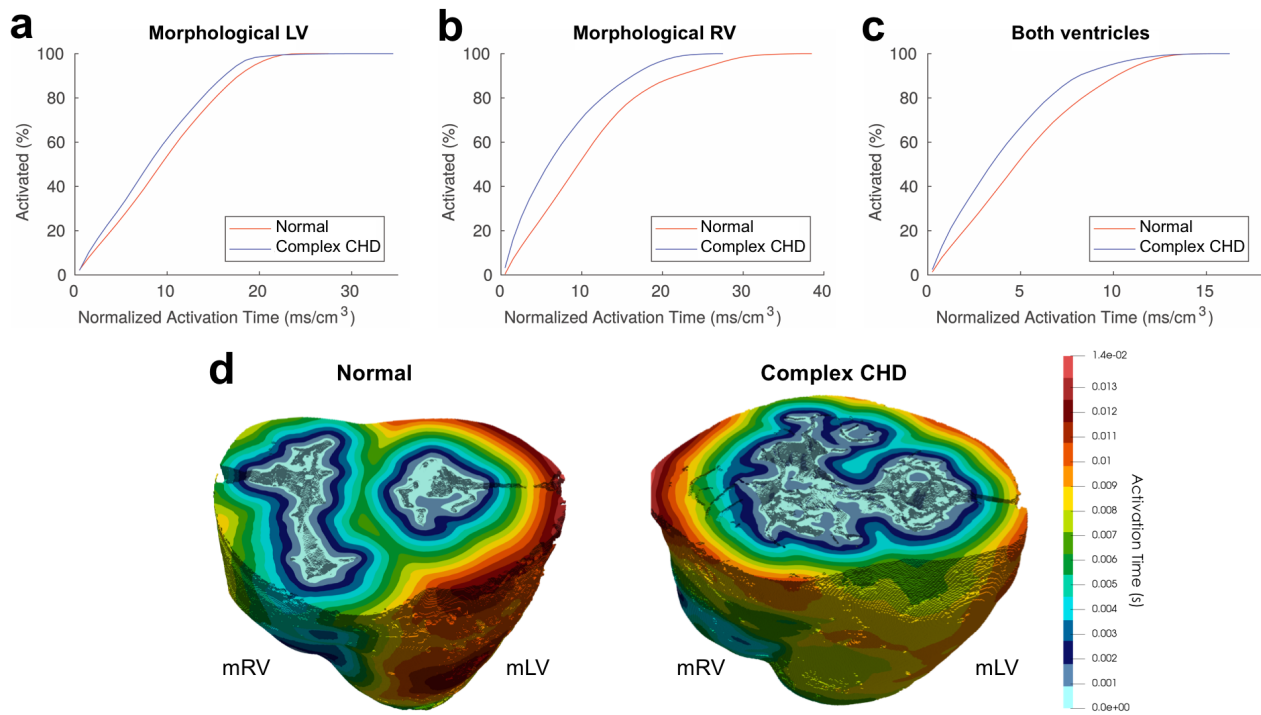 a
Morphological LV
100
80
60
40
20
0
Activated (%)
Normal
Complex CHD
0
10
20
30
Normalized Activation Time (ms/cm³)
b
Morphological RV
100
80
60
40
20
0
Activated (%)
Normal
Complex CHD
0
10
20
30
40
Normalized Activation Time (ms/cm³)
c
Both ventricles
100
80
60
40
20
0
Activated (%)
Normal
Complex CHD
0
5
10
15
Normalized Activation Time (ms/cm³)
d
Normal
mRV
mLV
Complex CHD
mRV
mLV
1.4e-02
0.013
0.012
0.011
0.01
0.009
0.008
0.007
0.006
0.005
0.004
0.003
0.002
0.001
0.0e+00
Activation Time (s)